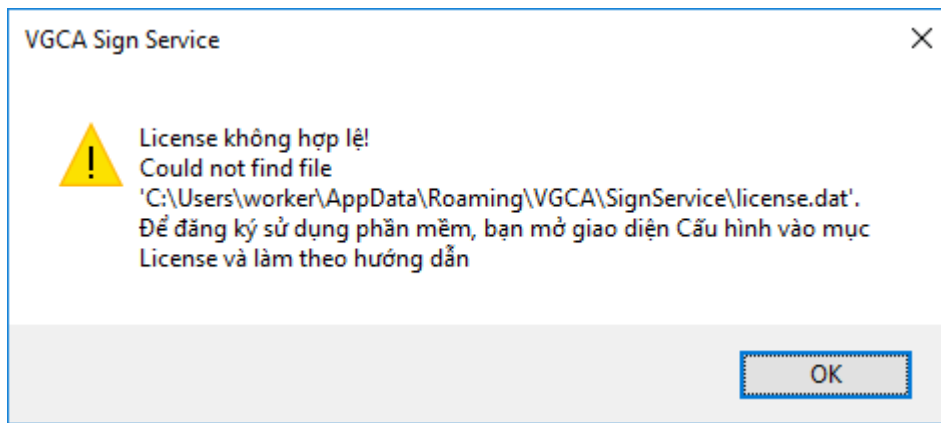 VGCA Sign Service
License không hợp lệ!
Could not find file
'C:\Users\worker\AppData\Roaming\VGCA\SignService\license.dat'.
Để đăng ký sử dụng phần mềm, bạn mở giao diện Cấu hình vào mục
License và làm theo hướng dẫn
OK